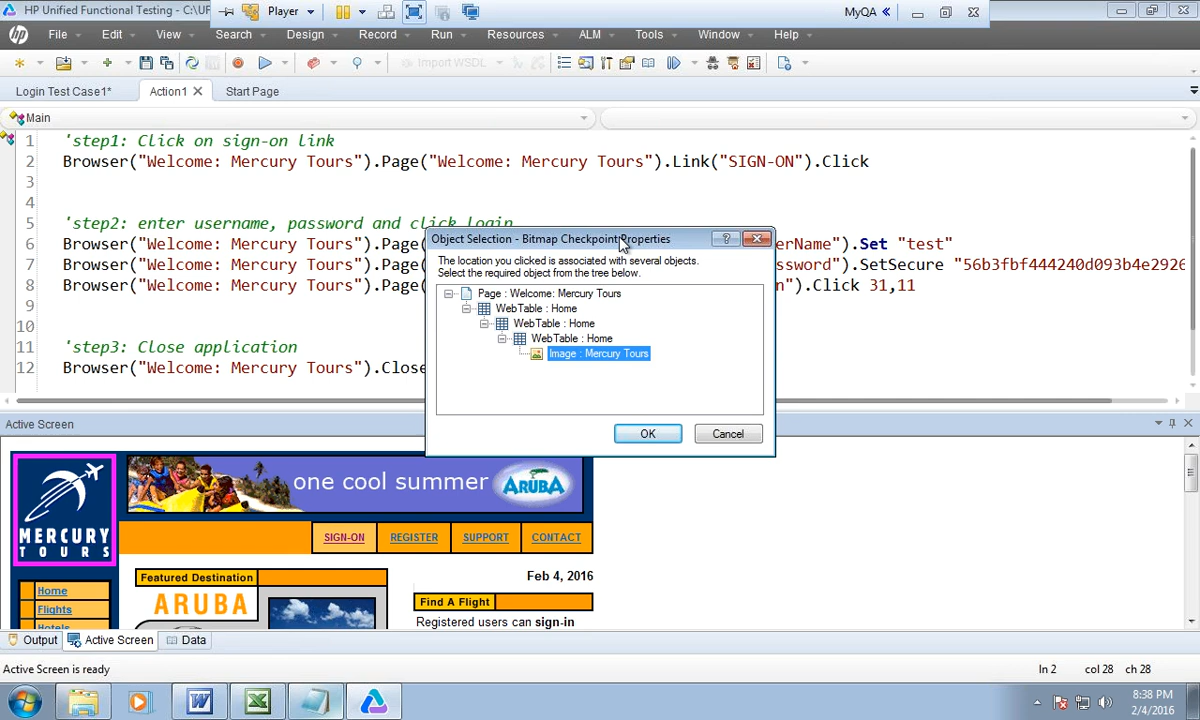 HP Unified Functional Testing - C:\UF
Player
MyQA
File Edit View Search Design Record Run Resources ALM Tools Window Help
Import WSDL
Login Test Case1* Action1 Start Page
Main
1 'step1: Click on sign-on link
2 Browser("Welcome: Mercury Tours").Page("Welcome: Mercury Tours").Link("SIGN-ON").Click
3
4
5 'step2: enter username, password and click login
6 Browser("Welcome: Mercury Tours").Page( erName").Set "test"
7 Browser("Welcome: Mercury Tours").Page( ssword").SetSecure "56b3fbf444240d093b4e2926
8 Browser("Welcome: Mercury Tours").Page( n").Click 31,11
9
10
11 'step3: Close application
12 Browser("Welcome: Mercury Tours").Close
Object Selection - Bitmap Checkpoint Properties
The location you clicked is associated with several objects.
Select the required object from the tree below.
Page : Welcome: Mercury Tours
WebTable : Home
WebTable : Home
WebTable : Home
Image : Mercury Tours
OK Cancel
Active Screen
MERCURY
TOURS
one cool summer ARUBA
SIGN-ON REGISTER SUPPORT CONTACT
Home
Flights
Hotels
Featured Destination
ARUBA
Feb 4, 2016
Find A Flight
Registered users can sign-in
Output Active Screen Data
Active Screen is ready
ln 2 col 28 ch 28
8:38 PM
2/4/2016